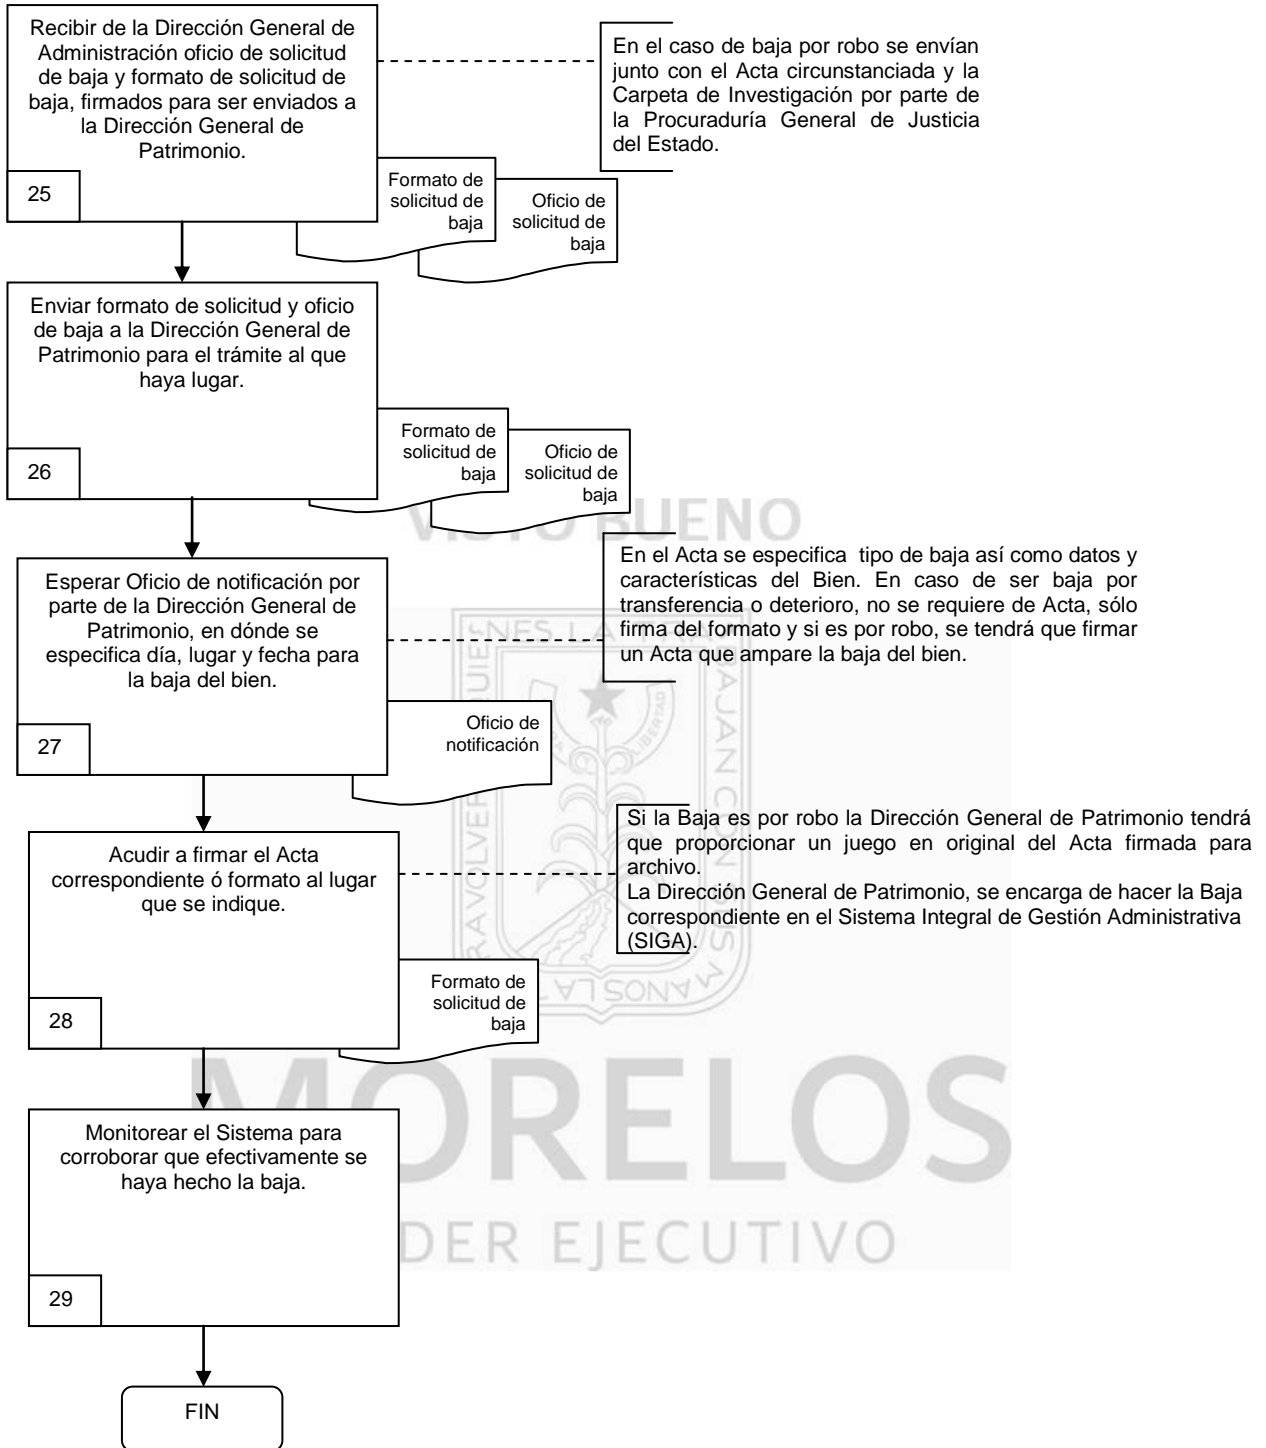 Recibir de la Dirección General de
Administración oficio de solicitud
de baja y formato de solicitud de
baja, firmados para ser enviados a
la Dirección General de
Patrimonio.
25
En el caso de baja por robo se envían
junto con el Acta circunstanciada y la
Carpeta de Investigación por parte de
la Procuraduría General de Justicia
del Estado.
Formato de
solicitud de
baja
Oficio de
solicitud de
baja
Enviar formato de solicitud y oficio
de baja a la Dirección General de
Patrimonio para el trámite al que
haya lugar.
26
Formato de
solicitud de
baja
Oficio de
solicitud de
baja
VISTO BUENO
Esperar Oficio de notificación por
parte de la Dirección General de
Patrimonio, en dónde se
especifica día, lugar y fecha para
la baja del bien.
27
En el Acta se especifica tipo de baja así como datos y
características del Bien. En caso de ser baja por
transferencia o deterioro, no se requiere de Acta, sólo
firma del formato y si es por robo, se tendrá que firmar
un Acta que ampare la baja del bien.
Oficio de
notificación
Acudir a firmar el Acta
correspondiente ó formato al lugar
que se indique.
28
Si la Baja es por robo la Dirección General de Patrimonio tendrá
que proporcionar un juego en original del Acta firmada para
archivo.
La Dirección General de Patrimonio, se encarga de hacer la Baja
correspondiente en el Sistema Integral de Gestión Administrativa
(SIGA).
Formato de
solicitud de
baja
MORELOS
Monitorear el Sistema para
corroborar que efectivamente se
haya hecho la baja.
29
DER EJECUTIVO
FIN